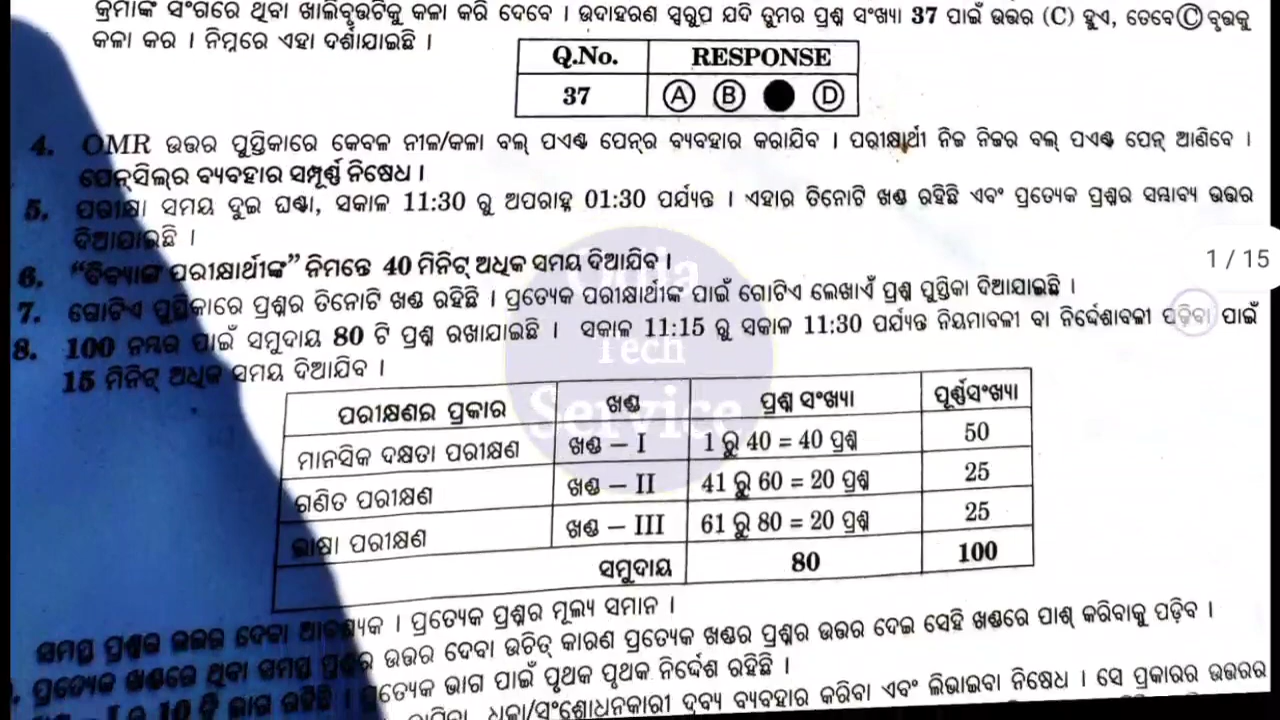 କ୍ରମାଙ୍କ ସଂଗରେ ଥିବା ଖାଲିବୃତ୍ତଟିକୁ କଳା କରି ଦେବେ । ଉଦାହରଣ ସ୍ୱରୂପ ଯଦି ତୁମର ପ୍ରଶ୍ନ ସଂଖ୍ୟା 37 ପାଇଁ ଉତ୍ତର (C) ହୁଏ, ତେବେ Ⓒ ବୃତ୍ତକୁ
କଳା କର । ନିମ୍ନରେ ଏହା ଦର୍ଶାଯାଇଛି ।
Q.No. RESPONSE
37 Ⓐ Ⓑ ● Ⓓ
4. OMR ଉତ୍ତର ପୁସ୍ତିକାରେ କେବଳ ନୀଳ/କଳା ବଲ୍ ପଏଣ୍ଟ ପେନ୍‌ର ବ୍ୟବହାର କରାଯିବ । ପରୀକ୍ଷାର୍ଥୀ ନିଜ ନିଜର ବଲ୍ ପଏଣ୍ଟ ପେନ୍ ଆଣିବେ ।
ପେନ୍‌ସିଲ୍‌ର ବ୍ୟବହାର ସମ୍ପୂର୍ଣ୍ଣ ନିଷେଧ ।
5. ପରୀକ୍ଷା ସମୟ ଦୁଇ ଘଣ୍ଟା, ସକାଳ 11:30 ରୁ ଅପରାହ୍ନ 01:30 ପର୍ଯ୍ୟନ୍ତ । ଏହାର ତିନୋଟି ଖଣ୍ଡ ରହିଛି ଏବଂ ପ୍ରତ୍ୟେକ ପ୍ରଶ୍ନର ସମ୍ଭାବ୍ୟ ଉତ୍ତର
ଦିଆଯାଇଛି ।
6. “ଦିବ୍ୟାଙ୍ଗ ପରୀକ୍ଷାର୍ଥୀଙ୍କ” ନିମନ୍ତେ 40 ମିନିଟ୍ ଅଧିକ ସମୟ ଦିଆଯିବ ।
7. ଗୋଟିଏ ପୁସ୍ତିକାରେ ପ୍ରଶ୍ନର ତିନୋଟି ଖଣ୍ଡ ରହିଛି । ପ୍ରତ୍ୟେକ ପରୀକ୍ଷାର୍ଥୀଙ୍କ ପାଇଁ ଗୋଟିଏ ଲେଖାଏଁ ପ୍ରଶ୍ନ ପୁସ୍ତିକା ଦିଆଯାଇଛି ।
8. 100 ନମ୍ବର ପାଇଁ ସମୁଦାୟ 80 ଟି ପ୍ରଶ୍ନ ରଖାଯାଇଛି । ସକାଳ 11:15 ରୁ ସକାଳ 11:30 ପର୍ଯ୍ୟନ୍ତ ନିୟମାବଳୀ ବା ନିର୍ଦ୍ଦେଶାବଳୀ ପଢ଼ିବା ପାଇଁ
15 ମିନିଟ୍ ଅଧିକ ସମୟ ଦିଆଯିବ ।
1 / 15
Odia
Tech
Service
ପରୀକ୍ଷଣର ପ୍ରକାର ଖଣ୍ଡ ପ୍ରଶ୍ନ ସଂଖ୍ୟା ପୂର୍ଣ୍ଣସଂଖ୍ୟା
ମାନସିକ ଦକ୍ଷତା ପରୀକ୍ଷଣ ଖଣ୍ଡ – I 1 ରୁ 40 = 40 ପ୍ରଶ୍ନ 50
ଗଣିତ ପରୀକ୍ଷଣ ଖଣ୍ଡ – II 41 ରୁ 60 = 20 ପ୍ରଶ୍ନ 25
ଭାଷା ପରୀକ୍ଷଣ ଖଣ୍ଡ – III 61 ରୁ 80 = 20 ପ୍ରଶ୍ନ 25
ସମୁଦାୟ 80 100
ସମସ୍ତ ପ୍ରଶ୍ନର ଉତ୍ତର ଦେବା ଆବଶ୍ୟକ । ପ୍ରତ୍ୟେକ ପ୍ରଶ୍ନର ମୂଲ୍ୟ ସମାନ ।
ପ୍ରତ୍ୟେକ ଖଣ୍ଡରେ ଥିବା ସମସ୍ତ ପ୍ରଶ୍ନର ଉତ୍ତର ଦେବା ଉଚିତ୍ କାରଣ ପ୍ରତ୍ୟେକ ଖଣ୍ଡର ପ୍ରଶ୍ନର ଉତ୍ତର ଦେଇ ସେହି ଖଣ୍ଡରେ ପାଶ୍ କରିବାକୁ ପଡ଼ିବ ।
ଖଣ୍ଡ – I ରେ 10 ଟି ଭାଗ ରହିଛି । ପ୍ରତ୍ୟେକ ଭାଗ ପାଇଁ ପୃଥକ ପୃଥକ ନିର୍ଦ୍ଦେଶ ରହିଛି ।
ଧଳା/ସଂଶୋଧନକାରୀ ଦ୍ରବ୍ୟ ବ୍ୟବହାର କରିବା ଏବଂ ଲିଭାଇବା ନିଷେଧ । ସେ ପ୍ରକାରର ଉତ୍ତରର